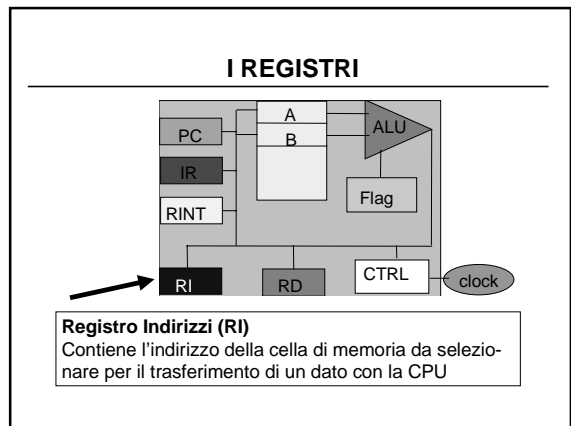 I REGISTRI
A
PC
B
ALU
IR
Flag
RINT
RI
RD
CTRL
clock
Registro Indirizzi (RI)
Contiene l'indirizzo della cella di memoria da selezio-
nare per il trasferimento di un dato con la CPU